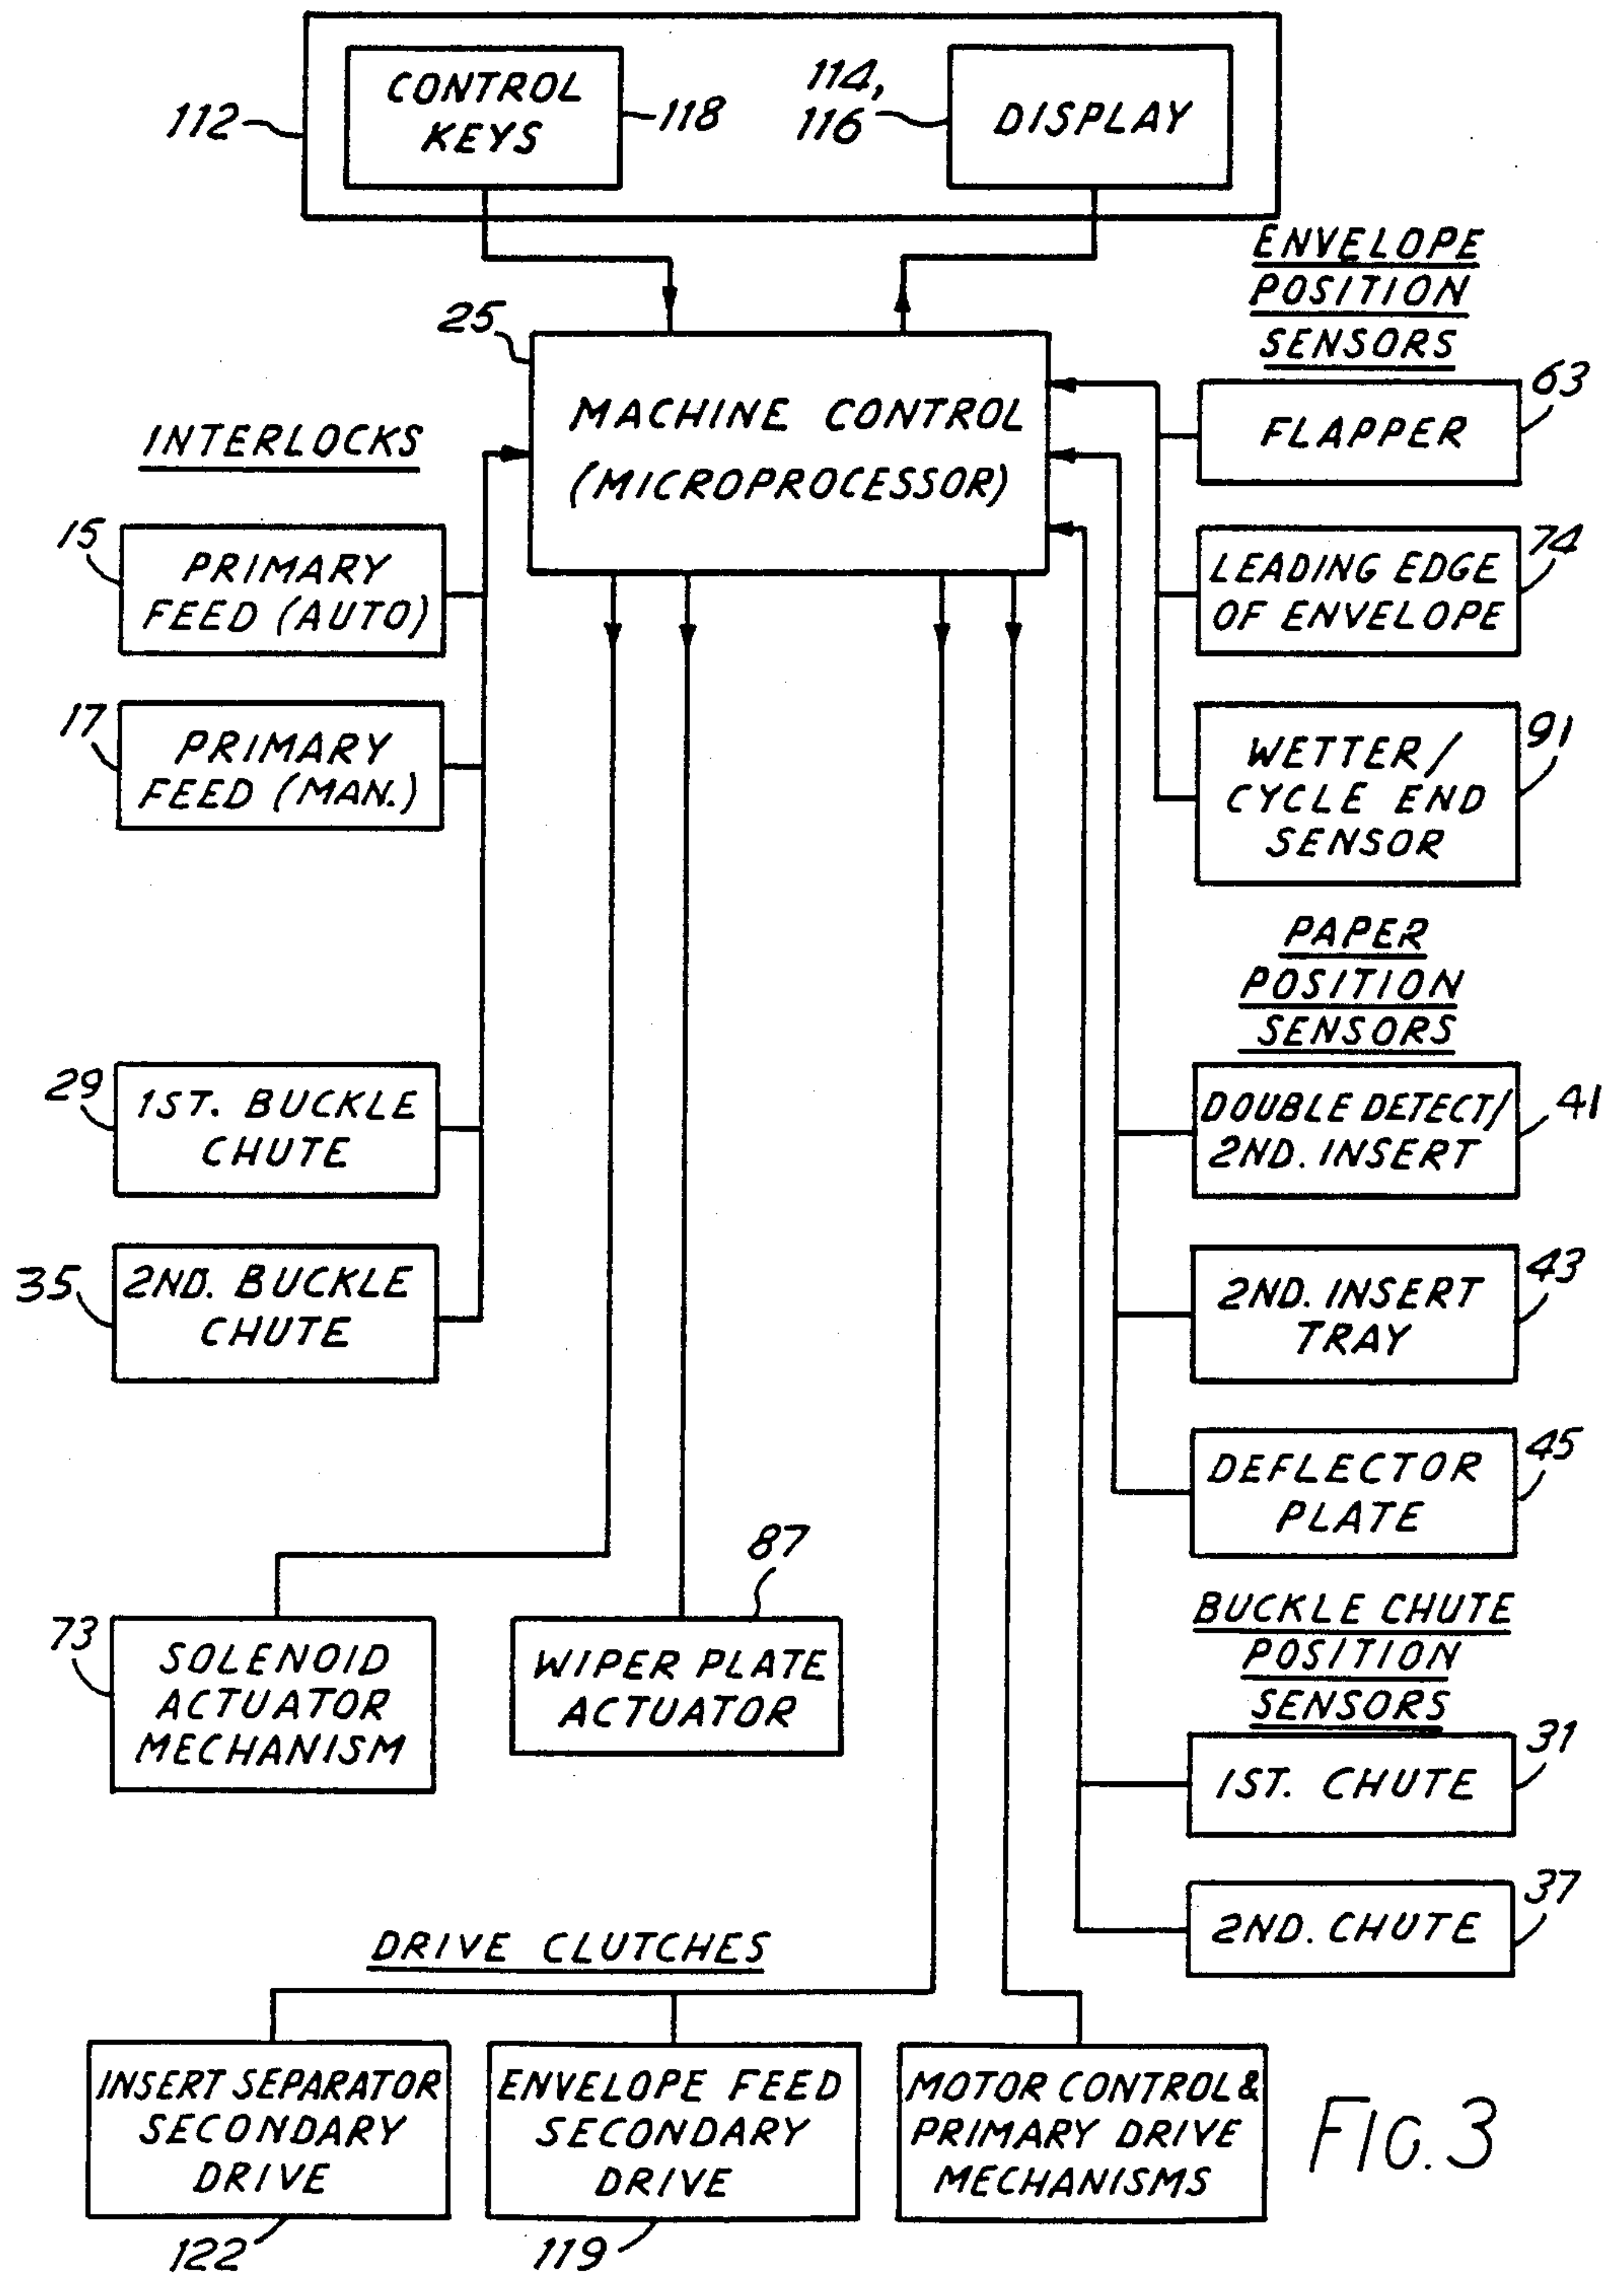 112
CONTROL
KEYS
118
114,
116
DISPLAY
25
MACHINE CONTROL
(MICROPROCESSOR)
INTERLOCKS
15
PRIMARY
FEED (AUTO)
17
PRIMARY
FEED (MAN.)
29
1ST. BUCKLE
CHUTE
35
2ND. BUCKLE
CHUTE
ENVELOPE
POSITION
SENSORS
63
FLAPPER
74
LEADING EDGE
OF ENVELOPE
91
WETTER/
CYCLE END
SENSOR
PAPER
POSITION
SENSORS
41
DOUBLE DETECT/
2ND. INSERT
43
2ND. INSERT
TRAY
45
DEFLECTOR
PLATE
BUCKLE CHUTE
POSITION
SENSORS
31
1ST. CHUTE
37
2ND. CHUTE
73
SOLENOID
ACTUATOR
MECHANISM
87
WIPER PLATE
ACTUATOR
DRIVE CLUTCHES
INSERT SEPARATOR
SECONDARY
DRIVE
122
ENVELOPE FEED
SECONDARY
DRIVE
119
MOTOR CONTROL &
PRIMARY DRIVE
MECHANISMS
FIG. 3